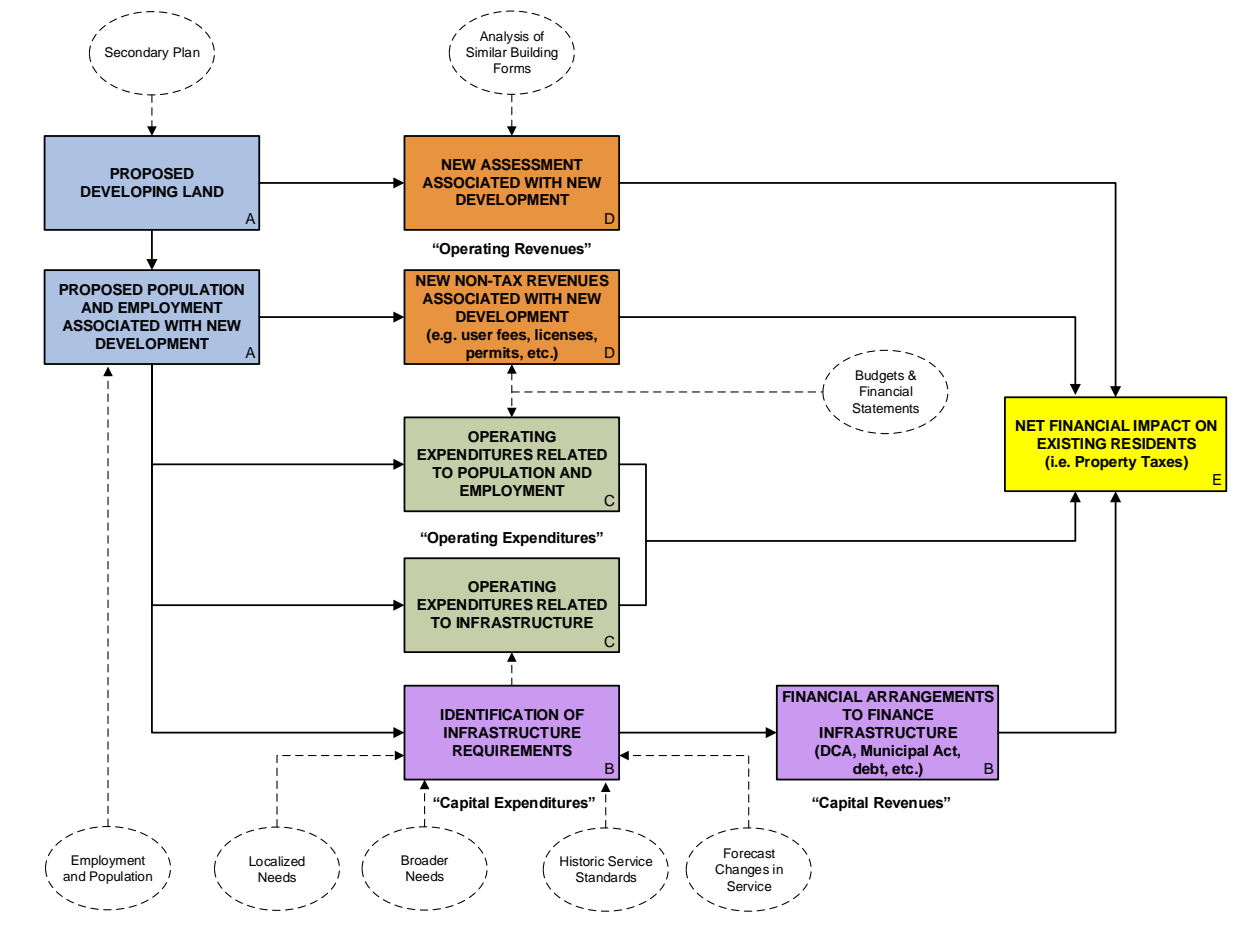 Secondary Plan
Analysis of
Similar Building
Forms
PROPOSED
DEVELOPING LAND
A
NEW ASSESSMENT
ASSOCIATED WITH NEW
DEVELOPMENT
D
“Operating Revenues”
PROPOSED POPULATION
AND EMPLOYMENT
ASSOCIATED WITH NEW
DEVELOPMENT
A
NEW NON-TAX REVENUES
ASSOCIATED WITH NEW
DEVELOPMENT
(e.g. user fees, licenses,
permits, etc.)
D
Budgets &
Financial
Statements
NET FINANCIAL IMPACT ON
EXISTING RESIDENTS
(i.e. Property Taxes)
E
OPERATING
EXPENDITURES RELATED
TO POPULATION AND
EMPLOYMENT
C
“Operating Expenditures”
OPERATING
EXPENDITURES RELATED
TO INFRASTRUCTURE
C
IDENTIFICATION OF
INFRASTRUCTURE
REQUIREMENTS
B
FINANCIAL ARRANGEMENTS
TO FINANCE
INFRASTRUCTURE
(DCA, Municipal Act,
debt, etc.)
B
“Capital Expenditures”
“Capital Revenues”
Employment
and Population
Localized
Needs
Broader
Needs
Historic Service
Standards
Forecast
Changes in
Service